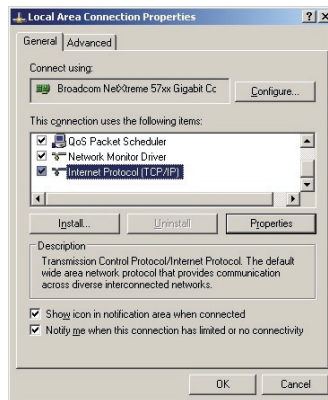 Local Area Connection Properties
General Advanced
Connect using:
Broadcom NetXtreme 57xx Gigabit Cc
Configure...
This connection uses the following items:
QoS Packet Scheduler
Network Monitor Driver
Internet Protocol (TCP/IP)
Install... Uninstall Properties
Description
Transmission Control Protocol/Internet Protocol. The default
wide area network protocol that provides communication
across diverse interconnected networks.
Show icon in notification area when connected
Notify me when this connection has limited or no connectivity
OK Cancel